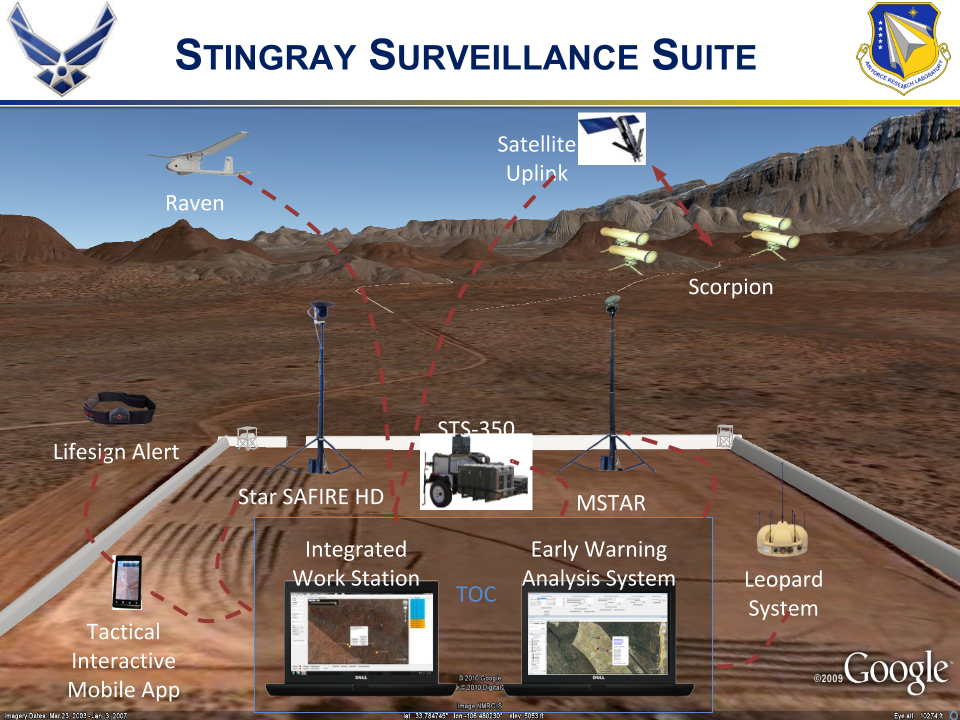 STINGRAY SURVEILLANCE SUITE
AIR FORCE RESEARCH LABORATORY
Satellite
Uplink
Raven
Scorpion
STS-350
Lifesign Alert
Star SAFIRE HD
MSTAR
Integrated
Work Station
Early Warning
Analysis System
TOC
Leopard
System
Tactical
Interactive
Mobile App
DELL
DELL
©2009 Google
© 2010 Google
© 2010 Digital
Image NMRGIS
Imagery Dates: Mar 23, 2003 - Jan 3, 2007
lat 33.784745° lon -106.480230° elev 5053 ft
Eye alt 10274 ft